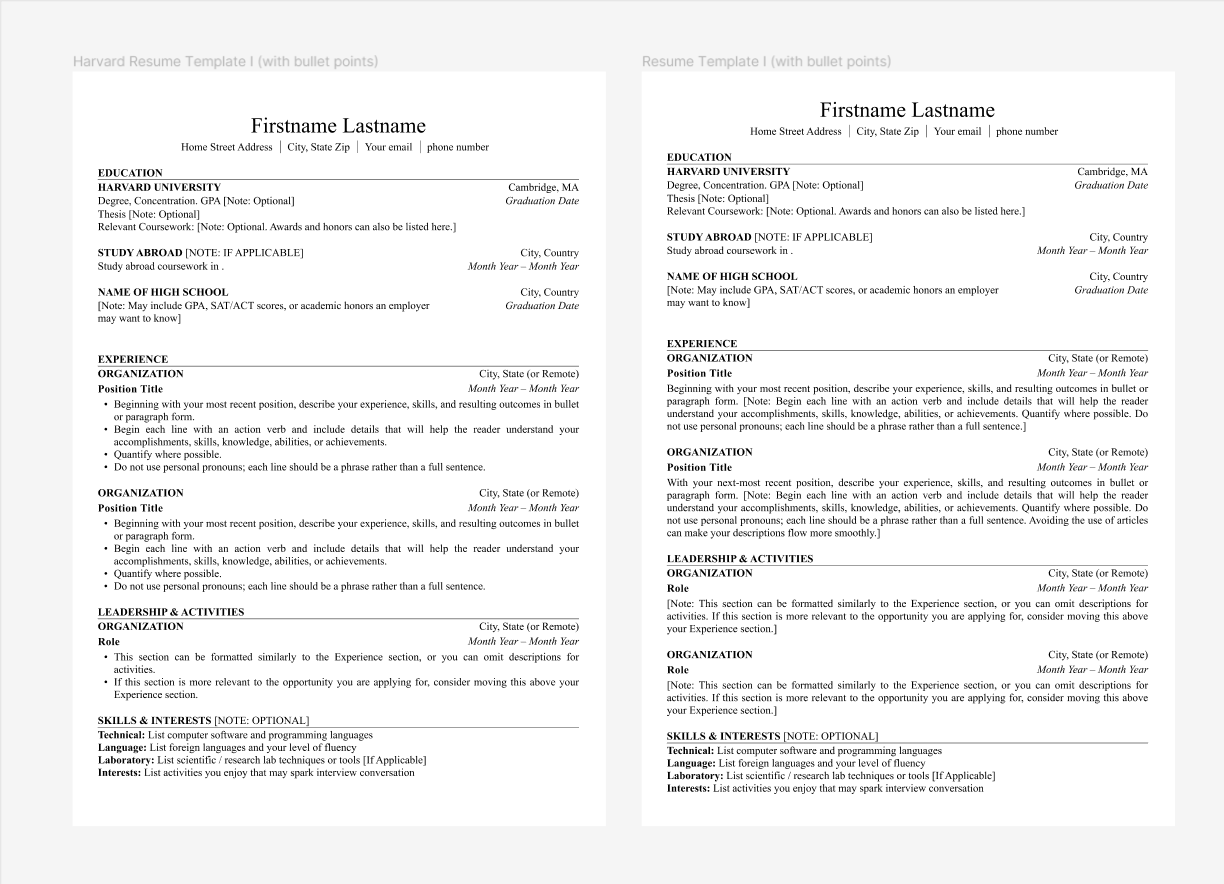 Harvard Resume Template I (with bullet points)
Firstname Lastname
Home Street Address | City, State Zip | Your email | phone number
EDUCATION
HARVARD UNIVERSITY Cambridge, MA
Degree, Concentration. GPA [Note: Optional] Graduation Date
Thesis [Note: Optional]
Relevant Coursework: [Note: Optional. Awards and honors can also be listed here.]
STUDY ABROAD [NOTE: IF APPLICABLE] City, Country
Study abroad coursework in . Month Year – Month Year
NAME OF HIGH SCHOOL City, Country
[Note: May include GPA, SAT/ACT scores, or academic honors an employer Graduation Date
may want to know]
EXPERIENCE
ORGANIZATION City, State (or Remote)
Position Title Month Year – Month Year
• Beginning with your most recent position, describe your experience, skills, and resulting outcomes in bullet
or paragraph form.
• Begin each line with an action verb and include details that will help the reader understand your
accomplishments, skills, knowledge, abilities, or achievements.
• Quantify where possible.
• Do not use personal pronouns; each line should be a phrase rather than a full sentence.
ORGANIZATION City, State (or Remote)
Position Title Month Year – Month Year
• Beginning with your most recent position, describe your experience, skills, and resulting outcomes in bullet
or paragraph form.
• Begin each line with an action verb and include details that will help the reader understand your
accomplishments, skills, knowledge, abilities, or achievements.
• Quantify where possible.
• Do not use personal pronouns; each line should be a phrase rather than a full sentence.
LEADERSHIP & ACTIVITIES
ORGANIZATION City, State (or Remote)
Role Month Year – Month Year
• This section can be formatted similarly to the Experience section, or you can omit descriptions for
activities.
• If this section is more relevant to the opportunity you are applying for, consider moving this above your
Experience section.
SKILLS & INTERESTS [NOTE: OPTIONAL]
Technical: List computer software and programming languages
Language: List foreign languages and your level of fluency
Laboratory: List scientific / research lab techniques or tools [If Applicable]
Interests: List activities you enjoy that may spark interview conversation
Resume Template I (with bullet points)
Firstname Lastname
Home Street Address | City, State Zip | Your email | phone number
EDUCATION
HARVARD UNIVERSITY Cambridge, MA
Degree, Concentration. GPA [Note: Optional] Graduation Date
Thesis [Note: Optional]
Relevant Coursework: [Note: Optional. Awards and honors can also be listed here.]
STUDY ABROAD [NOTE: IF APPLICABLE] City, Country
Study abroad coursework in . Month Year – Month Year
NAME OF HIGH SCHOOL City, Country
[Note: May include GPA, SAT/ACT scores, or academic honors an employer Graduation Date
may want to know]
EXPERIENCE
ORGANIZATION City, State (or Remote)
Position Title Month Year – Month Year
Beginning with your most recent position, describe your experience, skills, and resulting outcomes in bullet or
paragraph form. [Note: Begin each line with an action verb and include details that will help the reader
understand your accomplishments, skills, knowledge, abilities, or achievements. Quantify where possible. Do
not use personal pronouns; each line should be a phrase rather than a full sentence.]
ORGANIZATION City, State (or Remote)
Position Title Month Year – Month Year
With your next-most recent position, describe your experience, skills, and resulting outcomes in bullet or
paragraph form. [Note: Begin each line with an action verb and include details that will help the reader
understand your accomplishments, skills, knowledge, abilities, or achievements. Quantify where possible. Do
not use personal pronouns; each line should be a phrase rather than a full sentence. Avoiding the use of articles
can make your descriptions flow more smoothly.]
LEADERSHIP & ACTIVITIES
ORGANIZATION City, State (or Remote)
Role Month Year – Month Year
[Note: This section can be formatted similarly to the Experience section, or you can omit descriptions for
activities. If this section is more relevant to the opportunity you are applying for, consider moving this above
your Experience section.]
ORGANIZATION City, State (or Remote)
Role Month Year – Month Year
[Note: This section can be formatted similarly to the Experience section, or you can omit descriptions for
activities. If this section is more relevant to the opportunity you are applying for, consider moving this above
your Experience section.]
SKILLS & INTERESTS [NOTE: OPTIONAL]
Technical: List computer software and programming languages
Language: List foreign languages and your level of fluency
Laboratory: List scientific / research lab techniques or tools [If Applicable]
Interests: List activities you enjoy that may spark interview conversation